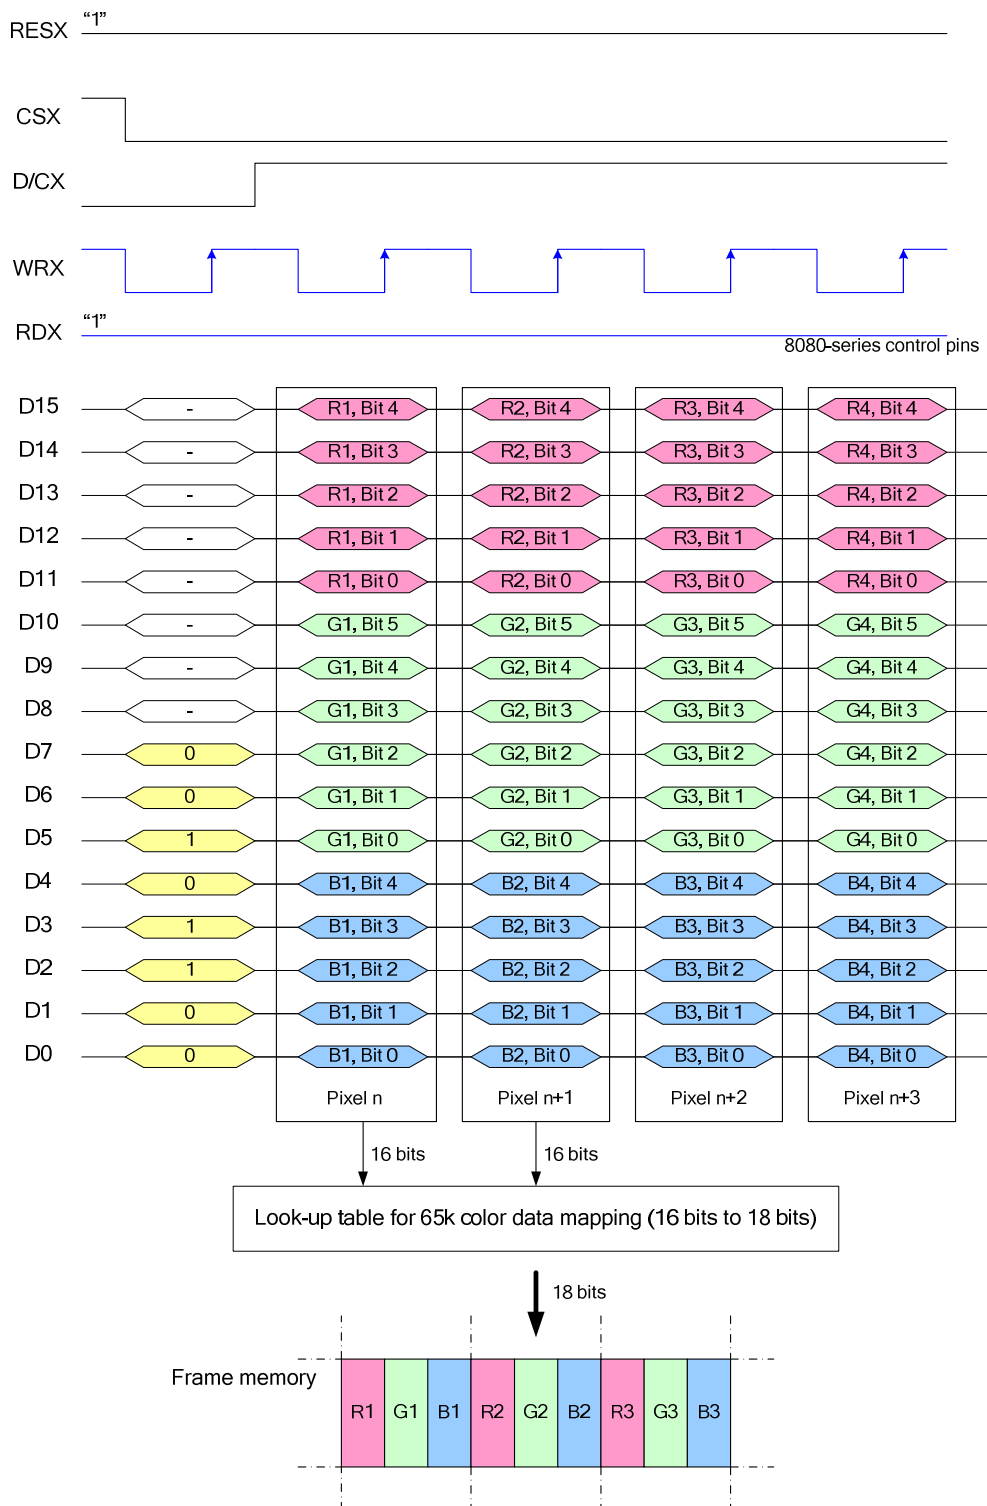 RESX “1”
CSX
D/CX
WRX
RDX “1”
8080-series control pins
D15 - R1, Bit 4 R2, Bit 4 R3, Bit 4 R4, Bit 4
D14 - R1, Bit 3 R2, Bit 3 R3, Bit 3 R4, Bit 3
D13 - R1, Bit 2 R2, Bit 2 R3, Bit 2 R4, Bit 2
D12 - R1, Bit 1 R2, Bit 1 R3, Bit 1 R4, Bit 1
D11 - R1, Bit 0 R2, Bit 0 R3, Bit 0 R4, Bit 0
D10 - G1, Bit 5 G2, Bit 5 G3, Bit 5 G4, Bit 5
D9 - G1, Bit 4 G2, Bit 4 G3, Bit 4 G4, Bit 4
D8 - G1, Bit 3 G2, Bit 3 G3, Bit 3 G4, Bit 3
D7 0 G1, Bit 2 G2, Bit 2 G3, Bit 2 G4, Bit 2
D6 0 G1, Bit 1 G2, Bit 1 G3, Bit 1 G4, Bit 1
D5 1 G1, Bit 0 G2, Bit 0 G3, Bit 0 G4, Bit 0
D4 0 B1, Bit 4 B2, Bit 4 B3, Bit 4 B4, Bit 4
D3 1 B1, Bit 3 B2, Bit 3 B3, Bit 3 B4, Bit 3
D2 1 B1, Bit 2 B2, Bit 2 B3, Bit 2 B4, Bit 2
D1 0 B1, Bit 1 B2, Bit 1 B3, Bit 1 B4, Bit 1
D0 0 B1, Bit 0 B2, Bit 0 B3, Bit 0 B4, Bit 0
Pixel n Pixel n+1 Pixel n+2 Pixel n+3
16 bits 16 bits
Look-up table for 65k color data mapping (16 bits to 18 bits)
18 bits
Frame memory
R1 G1 B1 R2 G2 B2 R3 G3 B3